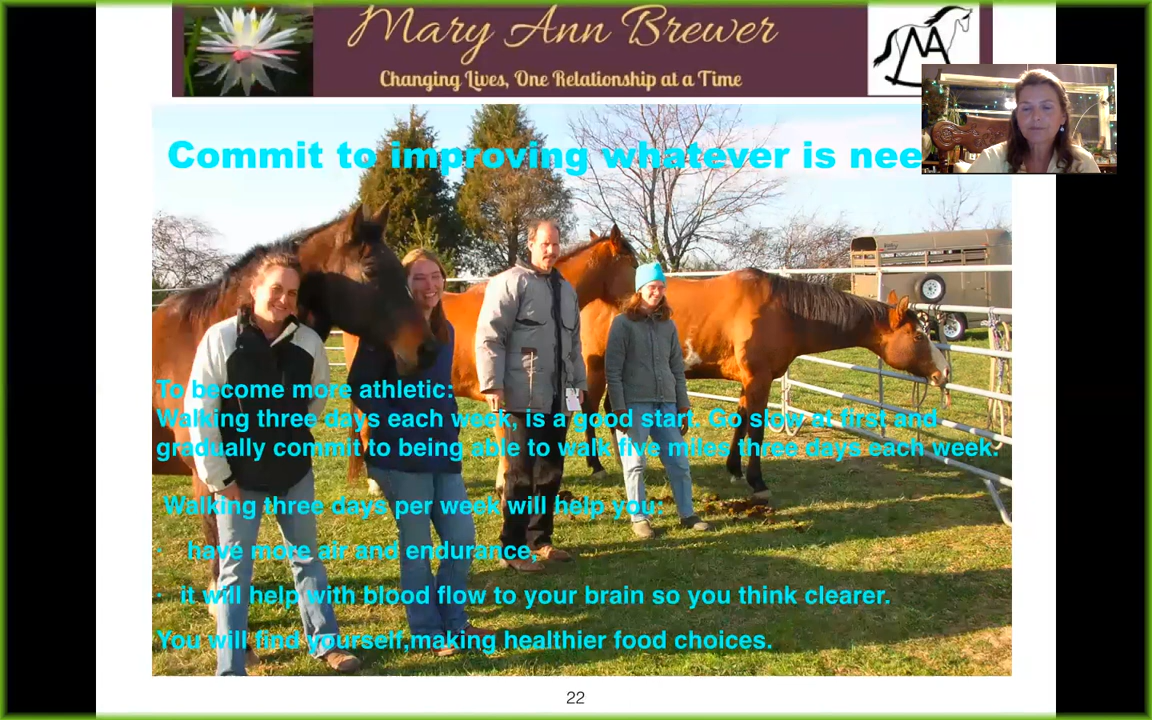 Mary Ann Brewer
Changing Lives, One Relationship at a Time
Commit to improving whatever is nee
To become more athletic:
Walking three days each week, is a good start. Go slow at first and
gradually commit to being able to walk five miles three days each week.
Walking three days per week will help you:
· have more air and endurance,
· it will help with blood flow to your brain so you think clearer.
You will find yourself,making healthier food choices.
22